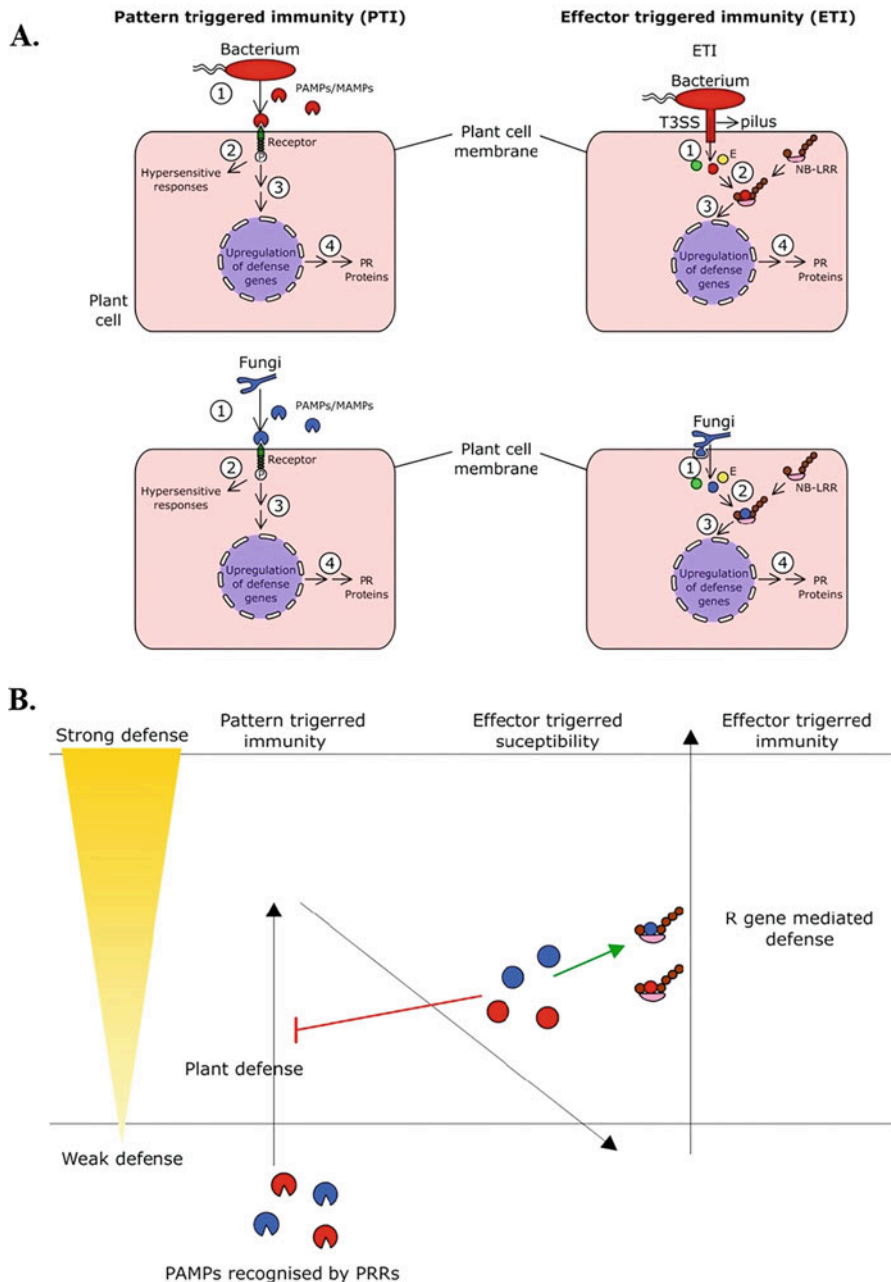 A.
Pattern triggered immunity (PTI)
Effector triggered immunity (ETI)
Bacterium
1
PAMPs/MAMPs
Receptor
P
2
Hypersensitive
responses
3
Upregulation
of defense
genes
4
PR
Proteins
Plant
cell
Plant cell
membrane
ETI
Bacterium
T3SS
pilus
1
E
2
NB-LRR
3
Upregulation
of defense
genes
4
PR
Proteins
Fungi
1
PAMPs/MAMPs
Receptor
P
2
Hypersensitive
responses
3
Upregulation
of defense
genes
4
PR
Proteins
Plant cell
membrane
Fungi
1
E
2
NB-LRR
3
Upregulation
of defense
genes
4
PR
Proteins
B.
Strong defense
Pattern trigerred
immunity
Effector trigerred
suceptibility
Effector trigerred
immunity
R gene mediated
defense
Plant defense
Weak defense
PAMPs recognised by PRRs